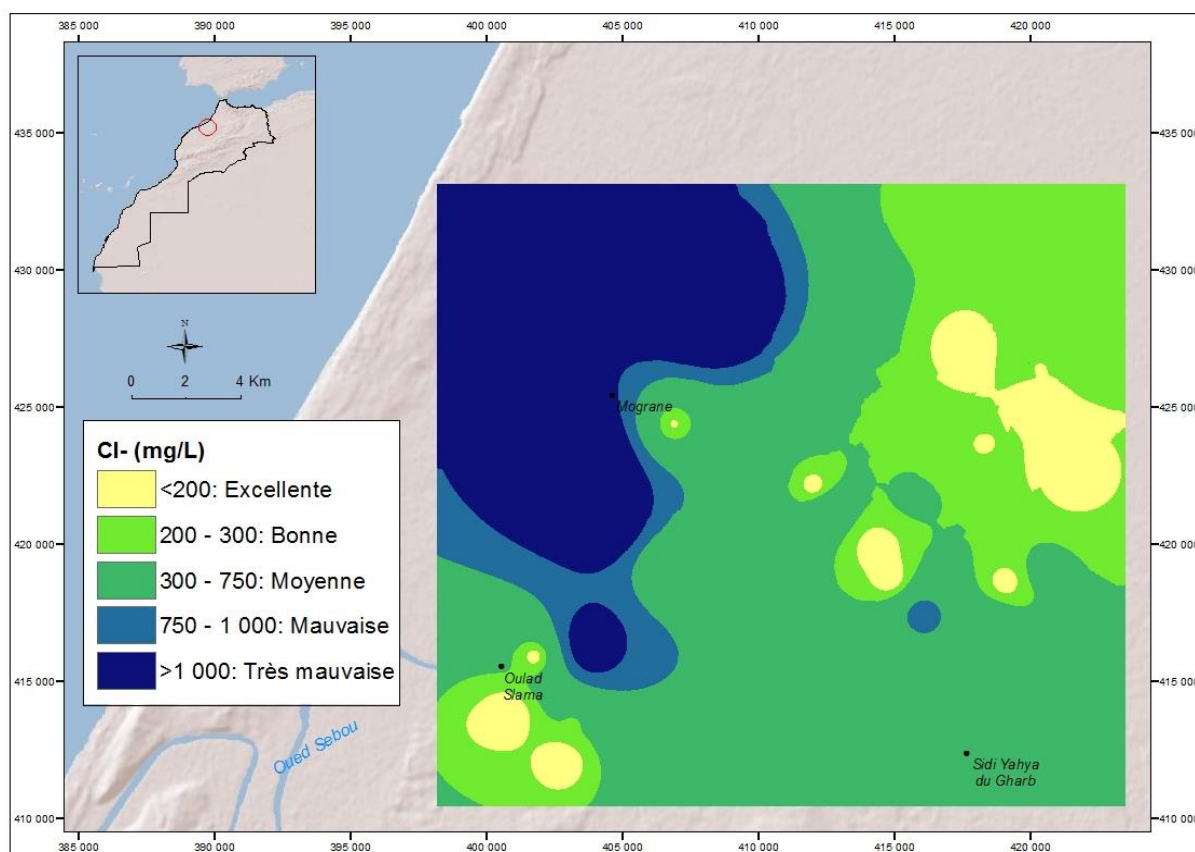 385 000 390 000 395 000 400 000 405 000 410 000 415 000 420 000
435 000 435 000
430 000 430 000
N
0 2 4 Km
425 000 425 000
Mograne
Cl- (mg/L)
<200: Excellente
200 - 300: Bonne
300 - 750: Moyenne
750 - 1 000: Mauvaise
>1 000: Très mauvaise
420 000 420 000
415 000 415 000
Oulad
Slama
Oued Sebou
Sidi Yahya
du Gharb
410 000 410 000
385 000 390 000 395 000 400 000 405 000 410 000 415 000 420 000